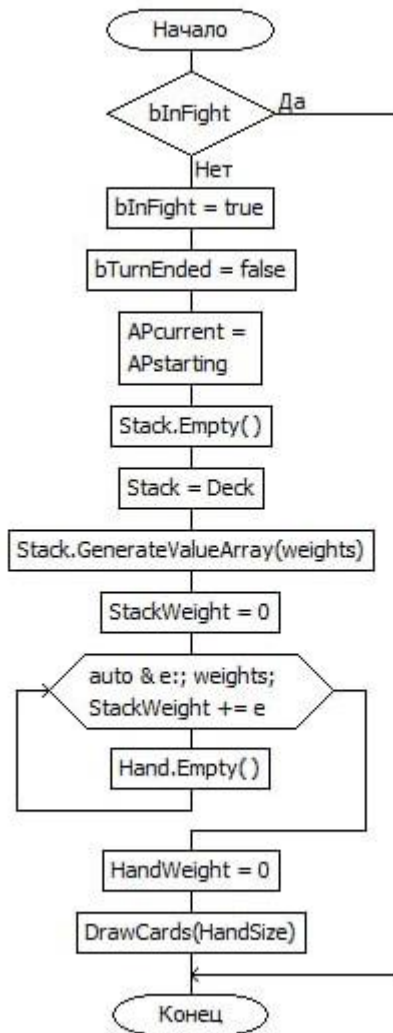 Начало
bInFight
Да
Нет
bInFight = true
bTurnEnded = false
APcurrent =
APstarting
Stack.Empty()
Stack = Deck
Stack.GenerateValueArray(weights)
StackWeight = 0
auto & e:; weights;
StackWeight += e
Hand.Empty()
HandWeight = 0
DrawCards(HandSize)
Конец